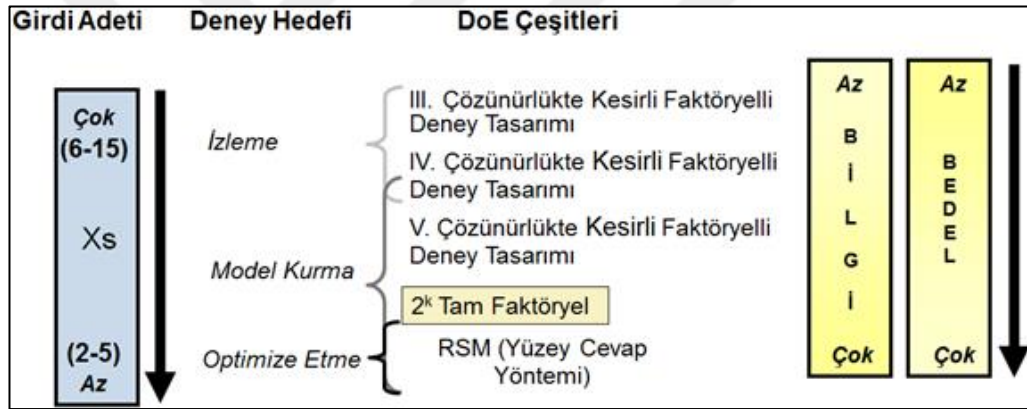 Girdi Adeti
Deney Hedefi
DoE Çeşitleri
Çok
(6-15)
Xs
(2-5)
Az
İzleme
Model Kurma
Optimize Etme
III. Çözünürlükte Kesirli Faktöryelli
Deney Tasarımı
IV. Çözünürlükte Kesirli Faktöryelli
Deney Tasarımı
V. Çözünürlükte Kesirli Faktöryelli
Deney Tasarımı
2ᵏ Tam Faktöryel
RSM (Yüzey Cevap
Yöntemi)
Az
B
İ
L
G
İ
Çok
Az
B
E
D
E
L
Çok